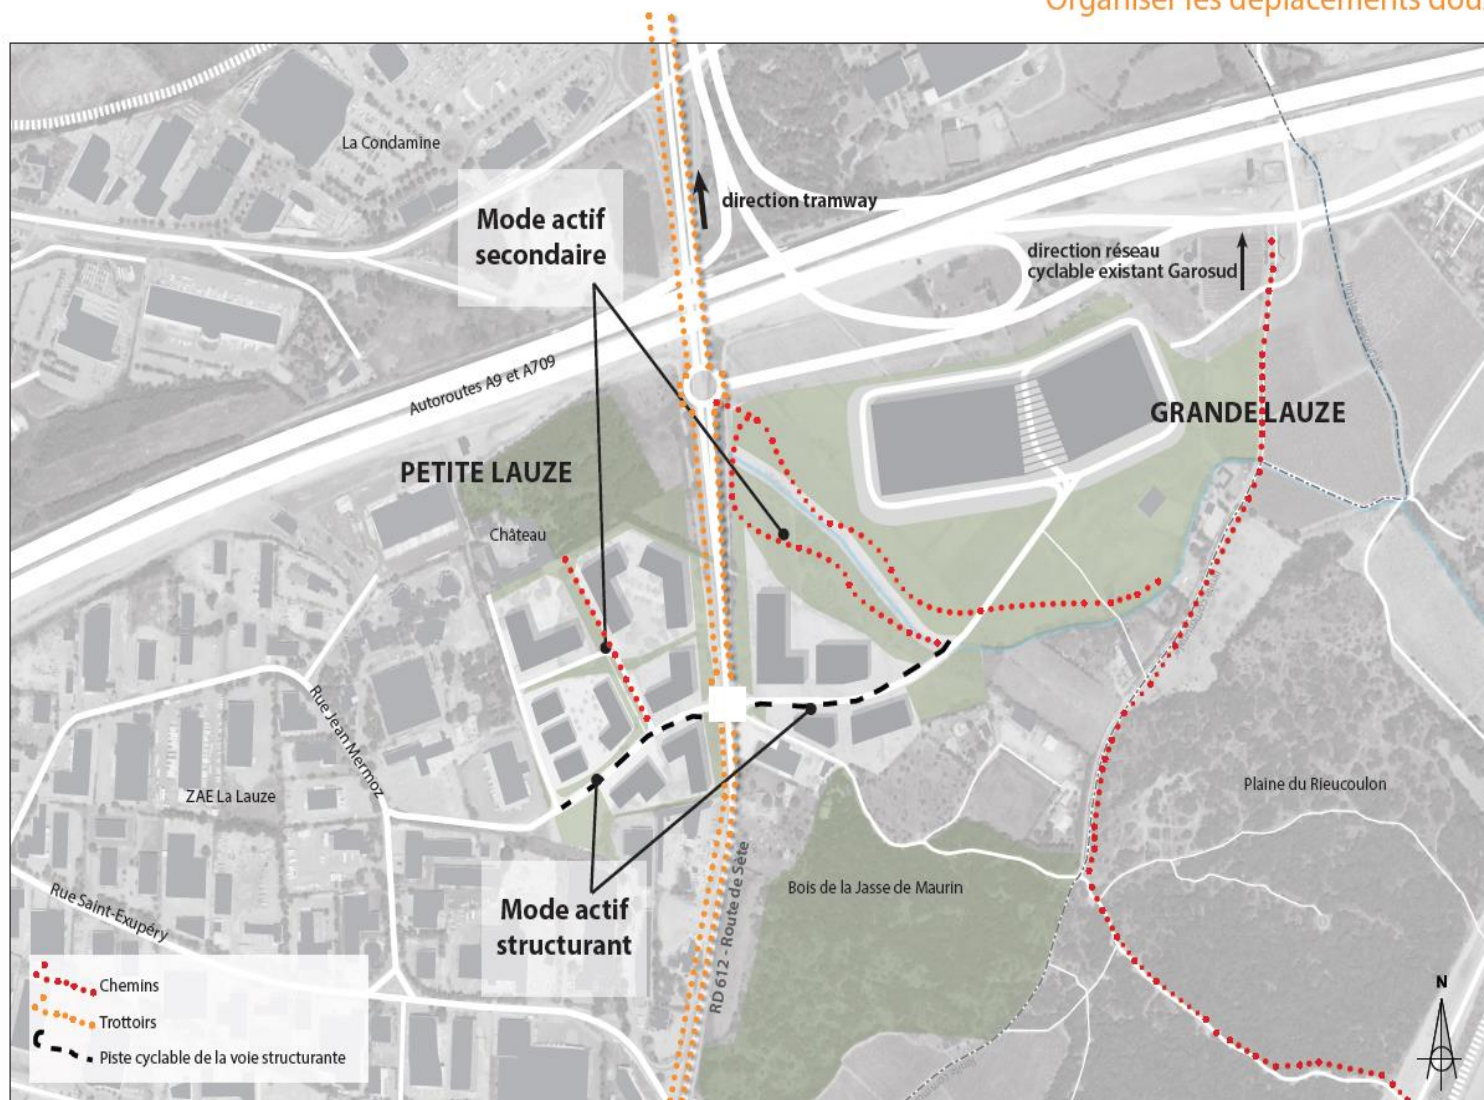 Organiser les déplacements dou
La Condamine
Mode actif
secondaire
direction tramway
direction réseau
cyclable existant Garosud
Autoroutes A9 et A709
GRANDE LAUZE
PETITE LAUZE
Château
Rue Jean Mermoz
ZAE La Lauze
Plaine du Rieucoulon
Bois de la Jasse de Maurin
Mode actif
structurant
RD 612 - Route de Sète
Rue Saint-Exupéry
Chemins
Trottoirs
Piste cyclable de la voie structurante
N